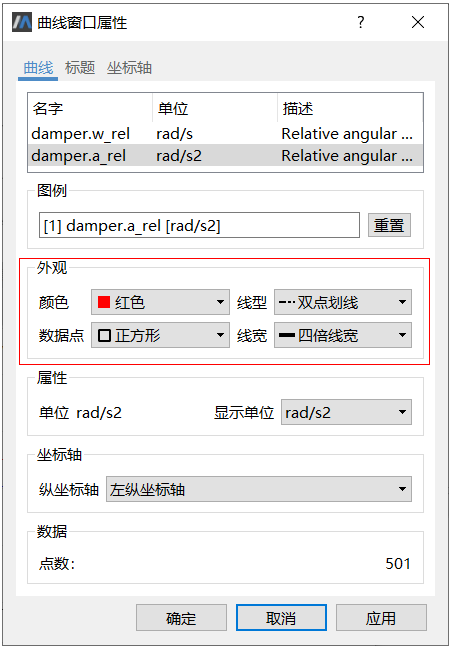 曲线窗口属性
曲线 标题 坐标轴
名字 单位 描述
damper.w_rel rad/s Relative angular ...
damper.a_rel rad/s2 Relative angular ...
图例
[1] damper.a_rel [rad/s2] 重置
外观
颜色 红色 线型 双点划线
数据点 正方形 线宽 四倍线宽
属性
单位 rad/s2 显示单位 rad/s2
坐标轴
纵坐标轴 左纵坐标轴
数据
点数: 501
确定 取消 应用